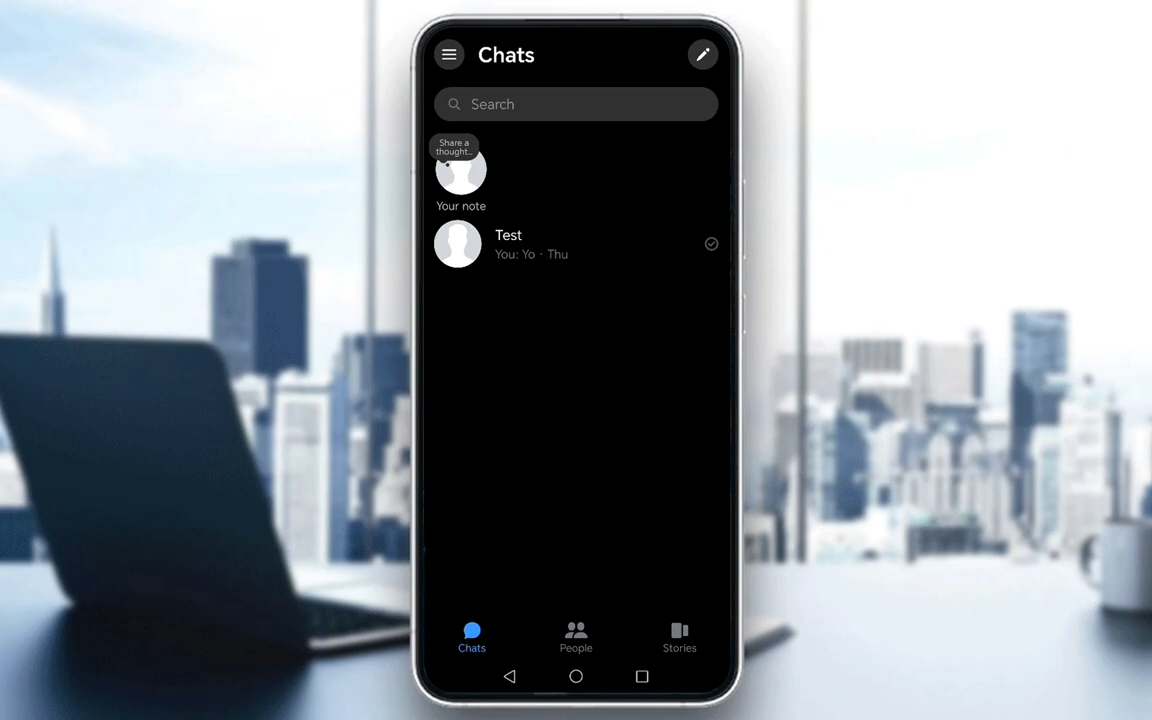 Chats
Search
Share a
thought...
Your note
Test
You: Yo · Thu
Chats
People
Stories